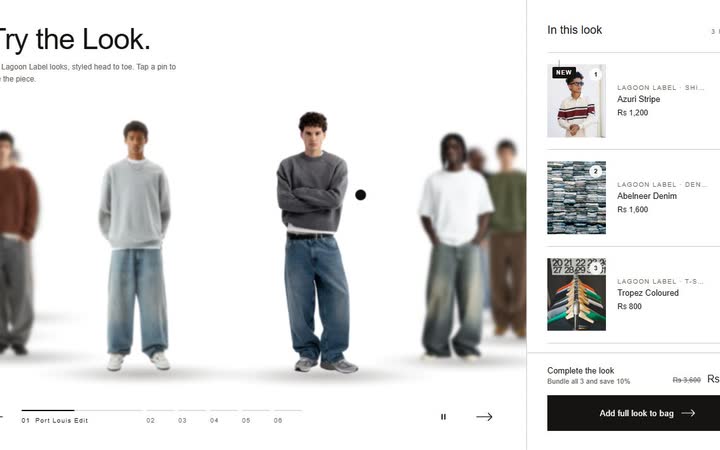 Try the Look.
Lagoon Label looks, styled head to toe. Tap a pin to
the piece.
01 Port Louis Edit
02
03
04
05
06
In this look
3
NEW
1
LAGOON LABEL · SHI...
Azuri Stripe
Rs 1,200
2
LAGOON LABEL · DEN...
Abelneer Denim
Rs 1,600
3
LAGOON LABEL · T-S...
Tropez Coloured
Rs 800
Complete the look
Bundle all 3 and save 10%
Rs 3,600
Rs
Add full look to bag